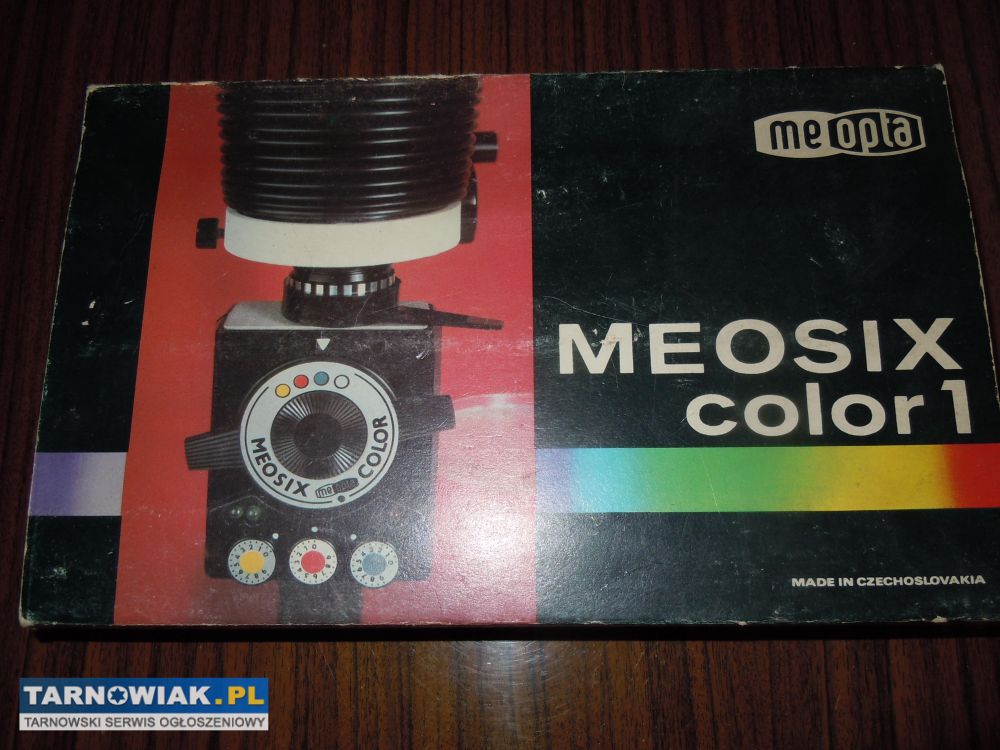 meopta
MEOSIX
color 1
MEOSIX meopta COLOR
MADE IN CZECHOSLOVAKIA
TARNOWIAK.PL
TARNOWSKI SERWIS OGŁOSZENIOWY